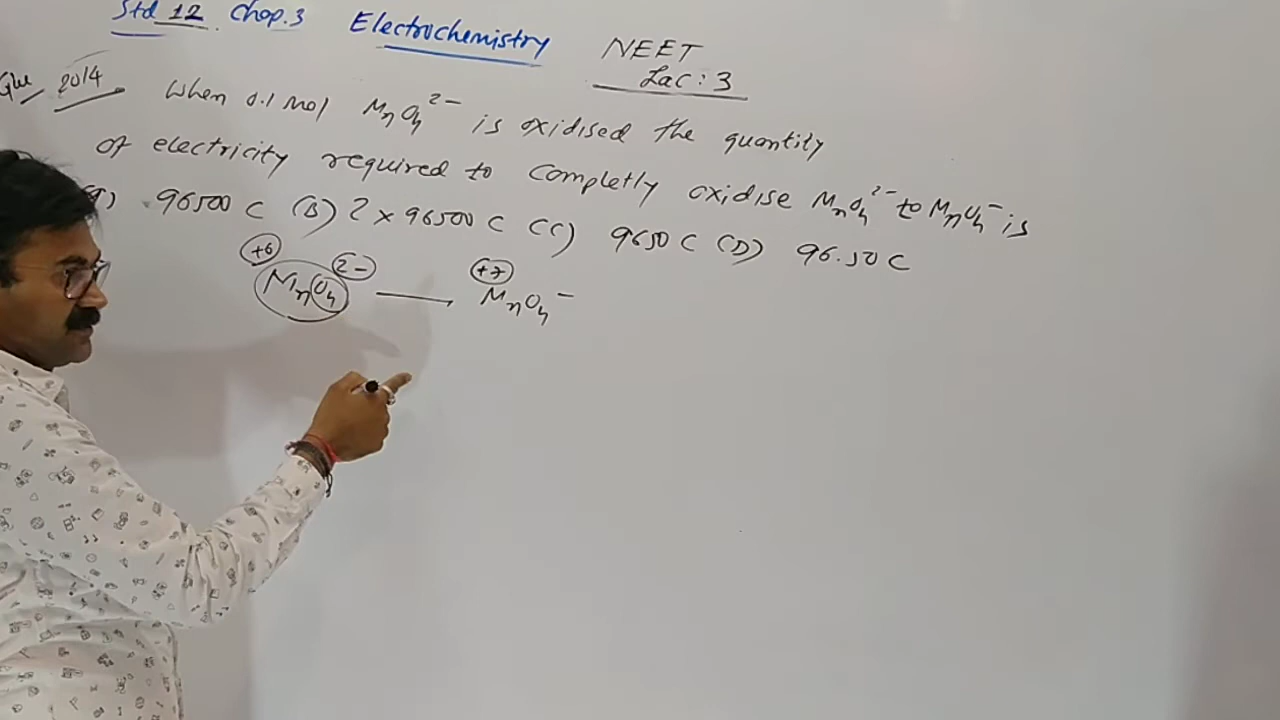 Std 12 Chap.3 Electrochemistry NEET
Lac: 3
Que 2014 When 0.1 mol MnO4 2- is oxidised the quantity
of electricity required to completly oxidise MnO4 2- to MnO4 - is
(A) 96500 C (B) 2 × 96500 C (C) 9650 C (D) 96.50 C
+6 2- +7
MnO4 ⟶ MnO4 -